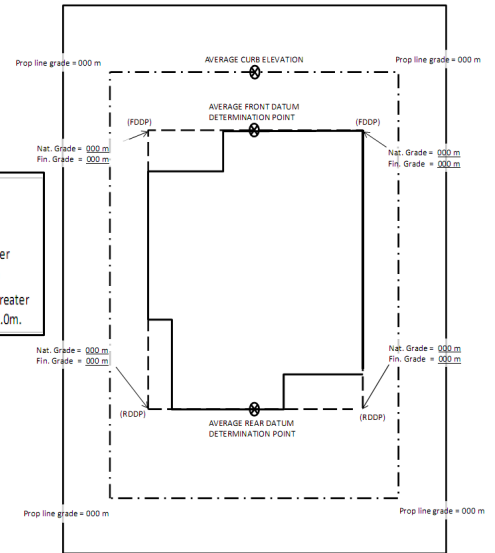 Prop line grade = 000 m
AVERAGE CURB ELEVATION
Prop line grade = 000 m
AVERAGE FRONT DATUM
DETERMINATION POINT
(FDDP)
(FDDP)
Nat. Grade = 000 m
Fin. Grade = 000 m
Nat. Grade = 000 m
Fin. Grade = 000 m
er
reater
.0m.
Nat. Grade = 000 m
Fin. Grade = 000 m
Nat. Grade = 000 m
Fin. Grade = 000 m
(RDDP)
(RDDP)
AVERAGE REAR DATUM
DETERMINATION POINT
Prop line grade = 000 m
Prop line grade = 000 m